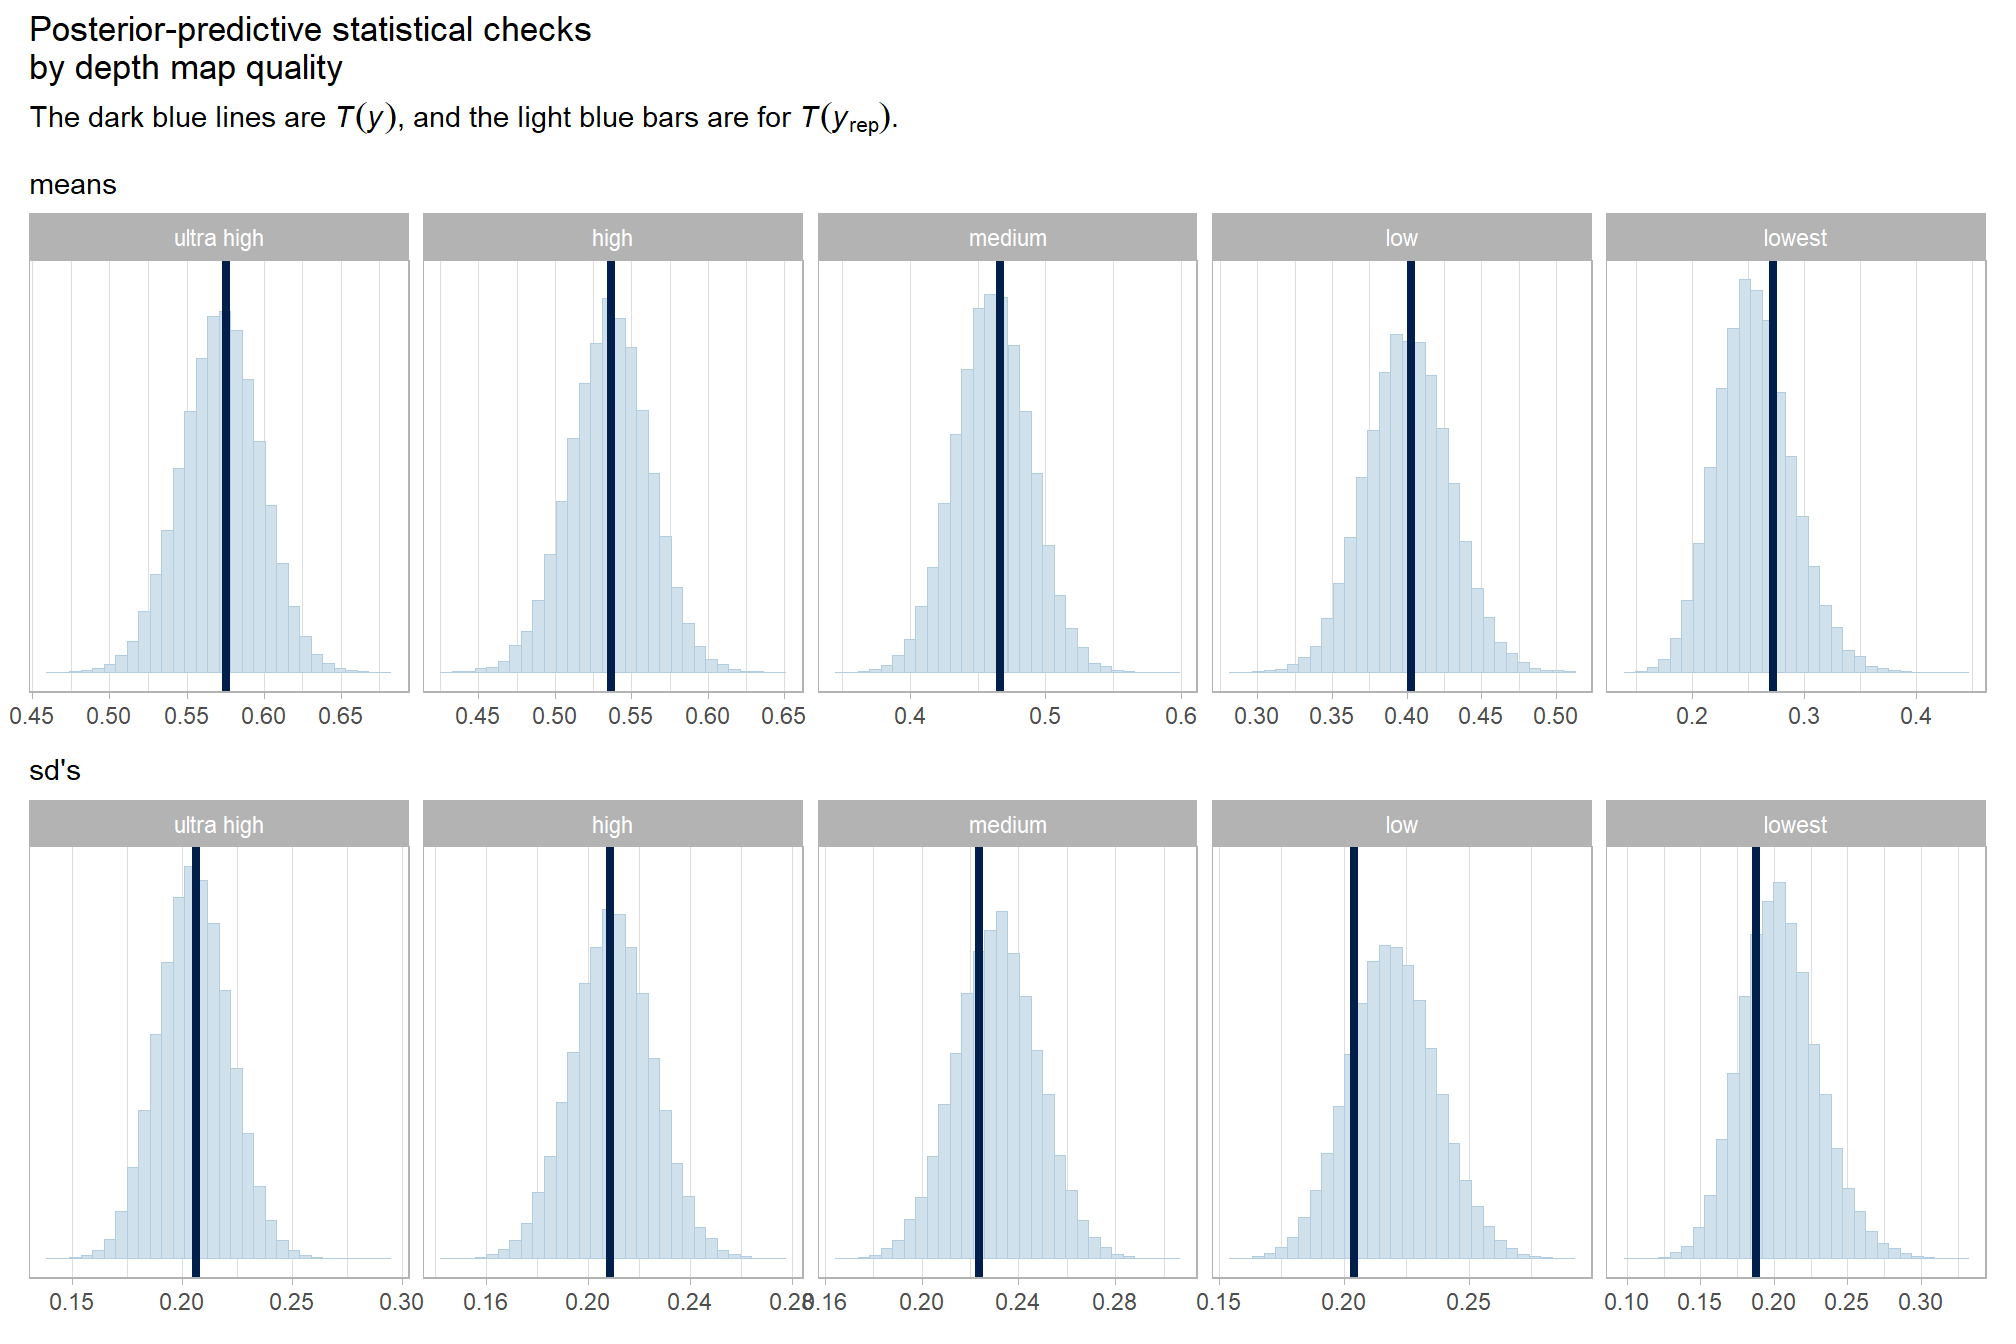 Posterior-predictive statistical checks
by depth map quality
The dark blue lines are T(y), and the light blue bars are for T(y_rep).
means
ultra high high medium low lowest
0.45 0.50 0.55 0.60 0.65 0.45 0.50 0.55 0.60 0.65 0.4 0.5 0.6 0.30 0.35 0.40 0.45 0.50 0.2 0.3 0.4
sd's
ultra high high medium low lowest
0.15 0.20 0.25 0.30 0.16 0.20 0.24 0.28 0.16 0.20 0.24 0.28 0.15 0.20 0.25 0.10 0.15 0.20 0.25 0.30